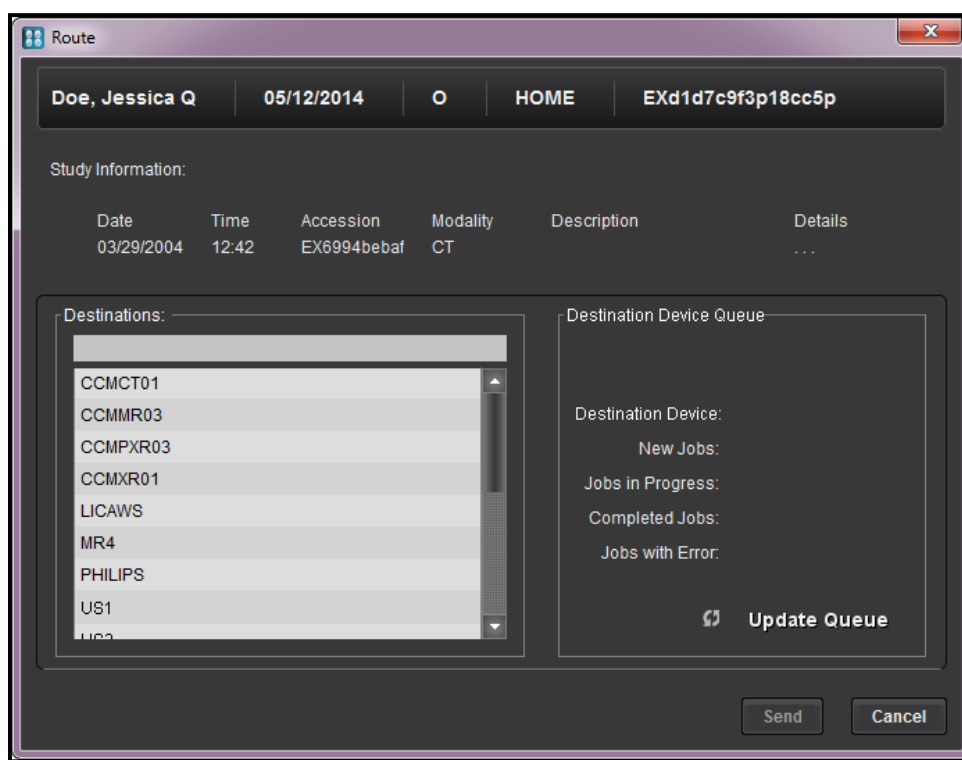 Route
Doe, Jessica Q 05/12/2014 O HOME EXd1d7c9f3p18cc5p
Study Information:
Date Time Accession Modality Description Details
03/29/2004 12:42 EX6994bebaf CT ...
Destinations:
CCMCT01
CCMMR03
CCMPXR03
CCMXR01
LICAWS
MR4
PHILIPS
US1
Destination Device Queue
Destination Device:
New Jobs:
Jobs in Progress:
Completed Jobs:
Jobs with Error:
Update Queue
Send Cancel